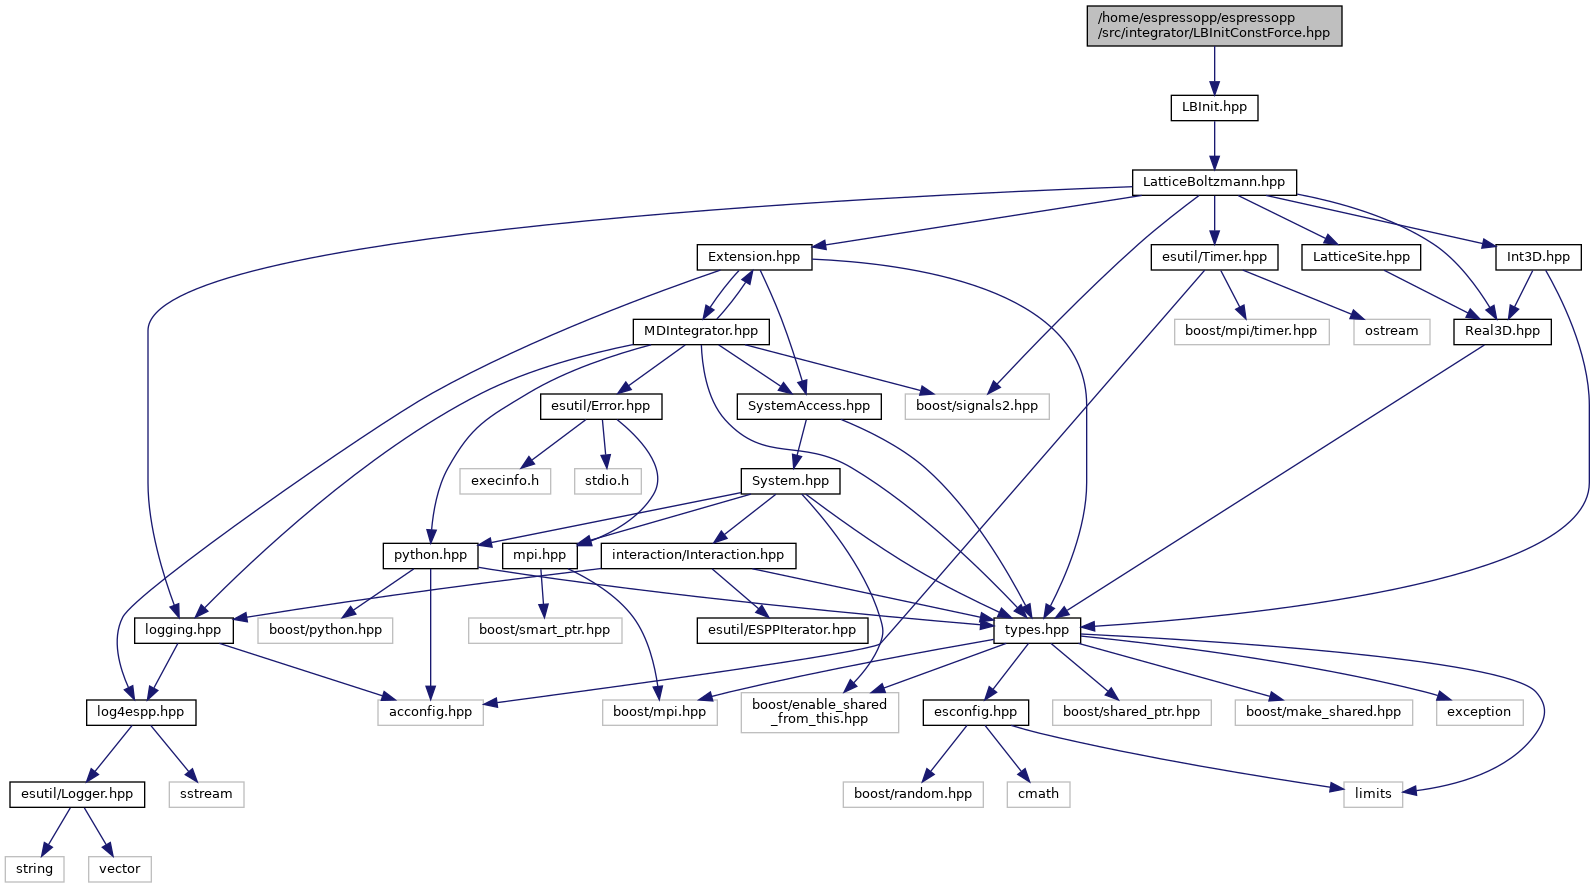 /home/espressopp/espressopp
/src/integrator/LBInitConstForce.hpp
LBInit.hpp
LatticeBoltzmann.hpp
Extension.hpp
esutil/Timer.hpp
LatticeSite.hpp
Int3D.hpp
MDIntegrator.hpp
boost/mpi/timer.hpp
ostream
Real3D.hpp
esutil/Error.hpp
SystemAccess.hpp
boost/signals2.hpp
execinfo.h
stdio.h
System.hpp
python.hpp
mpi.hpp
interaction/Interaction.hpp
logging.hpp
boost/python.hpp
boost/smart_ptr.hpp
esutil/ESPPIterator.hpp
types.hpp
log4espp.hpp
acconfig.hpp
boost/mpi.hpp
boost/enable_shared
_from_this.hpp
esconfig.hpp
boost/shared_ptr.hpp
boost/make_shared.hpp
exception
esutil/Logger.hpp
sstream
boost/random.hpp
cmath
limits
string
vector